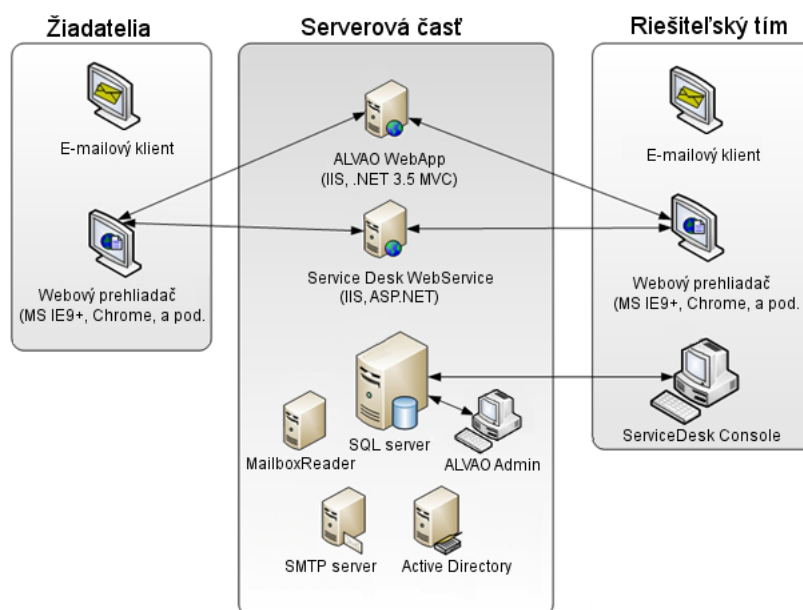 Žiadatelia
E-mailový klient
Webový prehliadač
(MS IE9+, Chrome, a pod.
Serverová časť
ALVAO WebApp
(IIS, .NET 3.5 MVC)
Service Desk WebService
(IIS, ASP.NET)
SQL server
MailboxReader
ALVAO Admin
SMTP server
Active Directory
Riešiteľský tím
E-mailový klient
Webový prehliadač
(MS IE9+, Chrome, a pod.
ServiceDesk Console